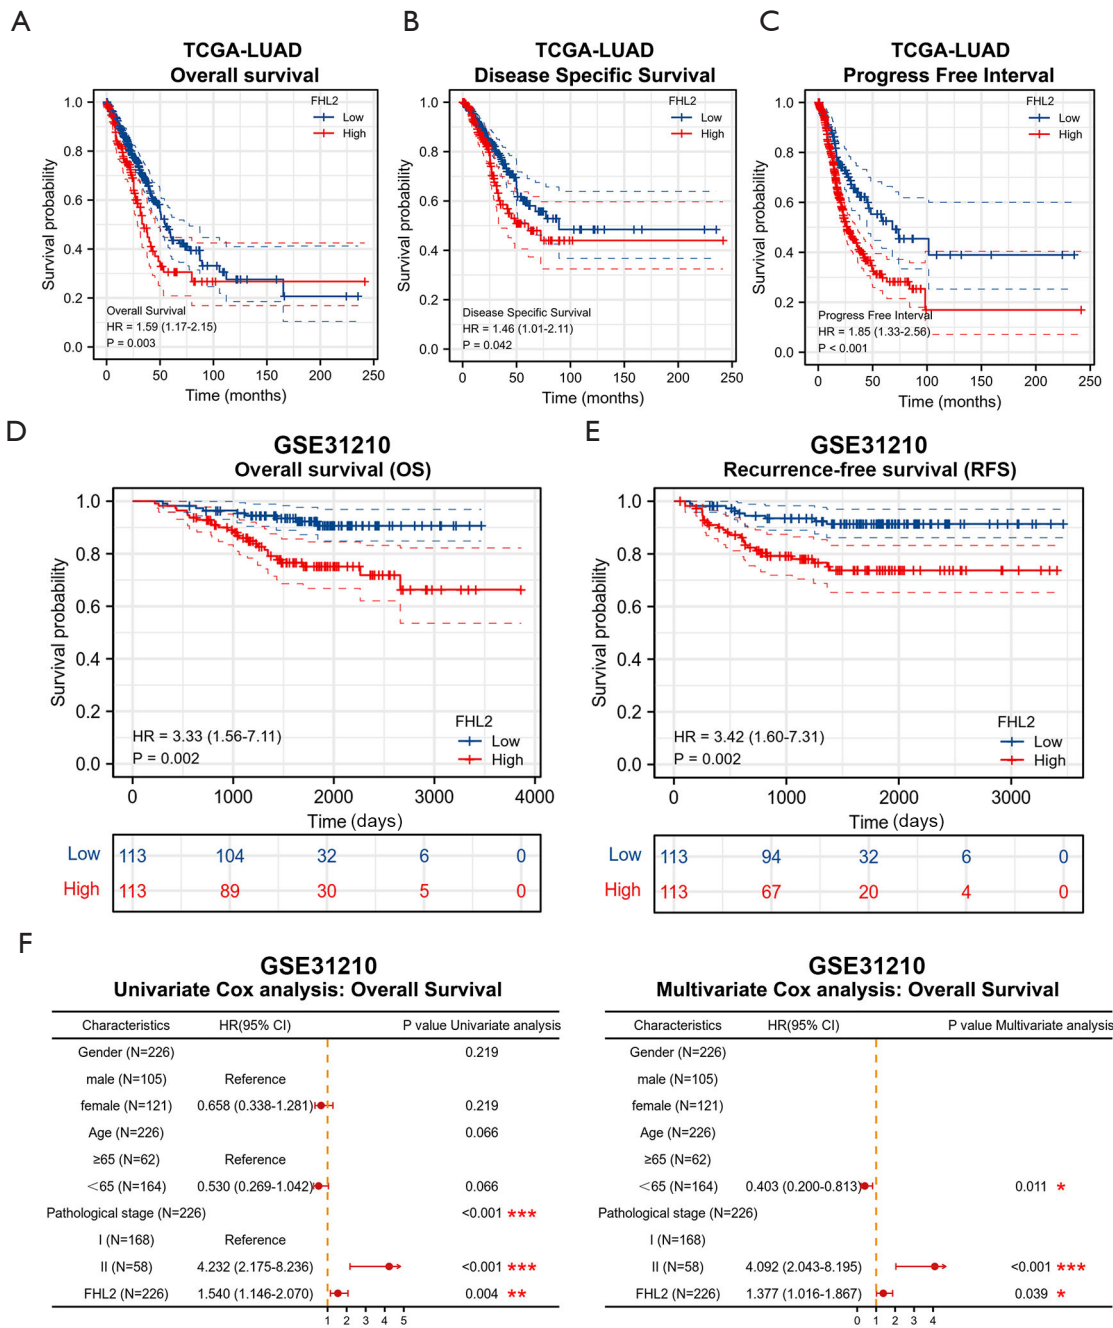 A
TCGA-LUAD
Overall survival
Survival probability
1.0
0.8
0.6
0.4
0.2
0.0
FHL2
Low
High
Overall Survival
HR = 1.59 (1.17-2.15)
P = 0.003
0 50 100 150 200 250
Time (months)
B
TCGA-LUAD
Disease Specific Survival
Survival probability
1.0
0.8
0.6
0.4
0.2
0.0
FHL2
Low
High
Disease Specific Survival
HR = 1.46 (1.01-2.11)
P = 0.042
0 50 100 150 200 250
Time (months)
C
TCGA-LUAD
Progress Free Interval
Survival probability
1.0
0.8
0.6
0.4
0.2
0.0
FHL2
Low
High
Progress Free Interval
HR = 1.85 (1.33-2.56)
P < 0.001
0 50 100 150 200 250
Time (months)
D
GSE31210
Overall survival (OS)
Survival probability
1.0
0.8
0.6
0.4
0.2
0.0
HR = 3.33 (1.56-7.11)
P = 0.002
FHL2
Low
High
0 1000 2000 3000 4000
Time (days)
Low 113 104 32 6 0
High 113 89 30 5 0
E
GSE31210
Recurrence-free survival (RFS)
Survival probability
1.0
0.8
0.6
0.4
0.2
0.0
HR = 3.42 (1.60-7.31)
P = 0.002
FHL2
Low
High
0 1000 2000 3000
Time (days)
Low 113 94 32 6 0
High 113 67 20 4 0
F
GSE31210
Univariate Cox analysis: Overall Survival
Characteristics HR(95% CI) P value Univariate analysis
Gender (N=226) 0.219
male (N=105) Reference
female (N=121) 0.658 (0.338-1.281) 0.219
Age (N=226) 0.066
≥65 (N=62) Reference
<65 (N=164) 0.530 (0.269-1.042) 0.066
Pathological stage (N=226) <0.001 ***
I (N=168) Reference
II (N=58) 4.232 (2.175-8.236) <0.001 ***
FHL2 (N=226) 1.540 (1.146-2.070) 0.004 **
1 2 3 4 5
GSE31210
Multivariate Cox analysis: Overall Survival
Characteristics HR(95% CI) P value Multivariate analysis
Gender (N=226)
male (N=105)
female (N=121)
Age (N=226)
≥65 (N=62)
<65 (N=164) 0.403 (0.200-0.813) 0.011 *
Pathological stage (N=226)
I (N=168)
II (N=58) 4.092 (2.043-8.195) <0.001 ***
FHL2 (N=226) 1.377 (1.016-1.867) 0.039 *
0 1 2 3 4